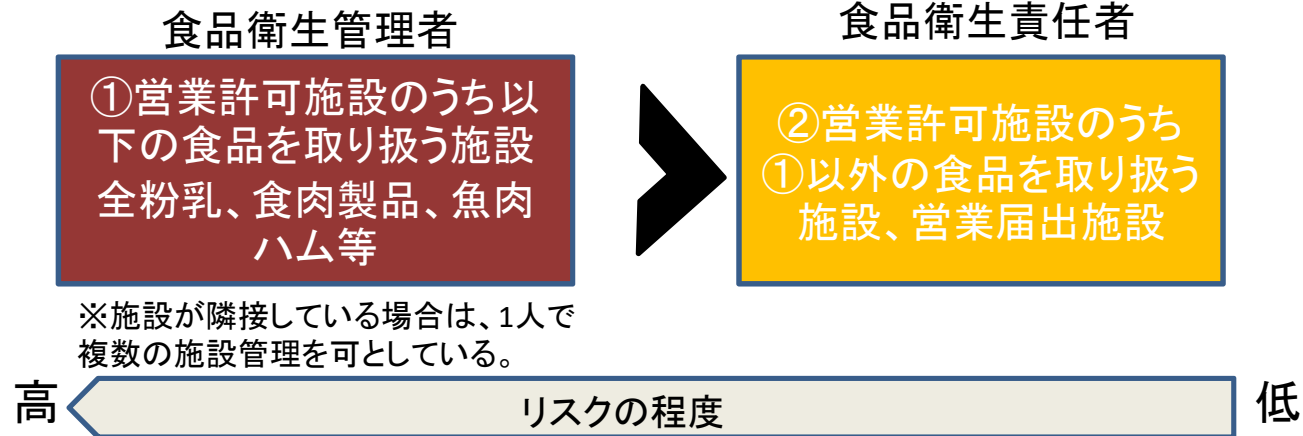 食品衛生管理者
①営業許可施設のうち以
下の食品を取り扱う施設
全粉乳、食肉製品、魚肉
ハム等
※施設が隣接している場合は、1人で
複数の施設管理を可としている。
食品衛生責任者
②営業許可施設のうち
①以外の食品を取り扱う
施設、営業届出施設
高
リスクの程度
低